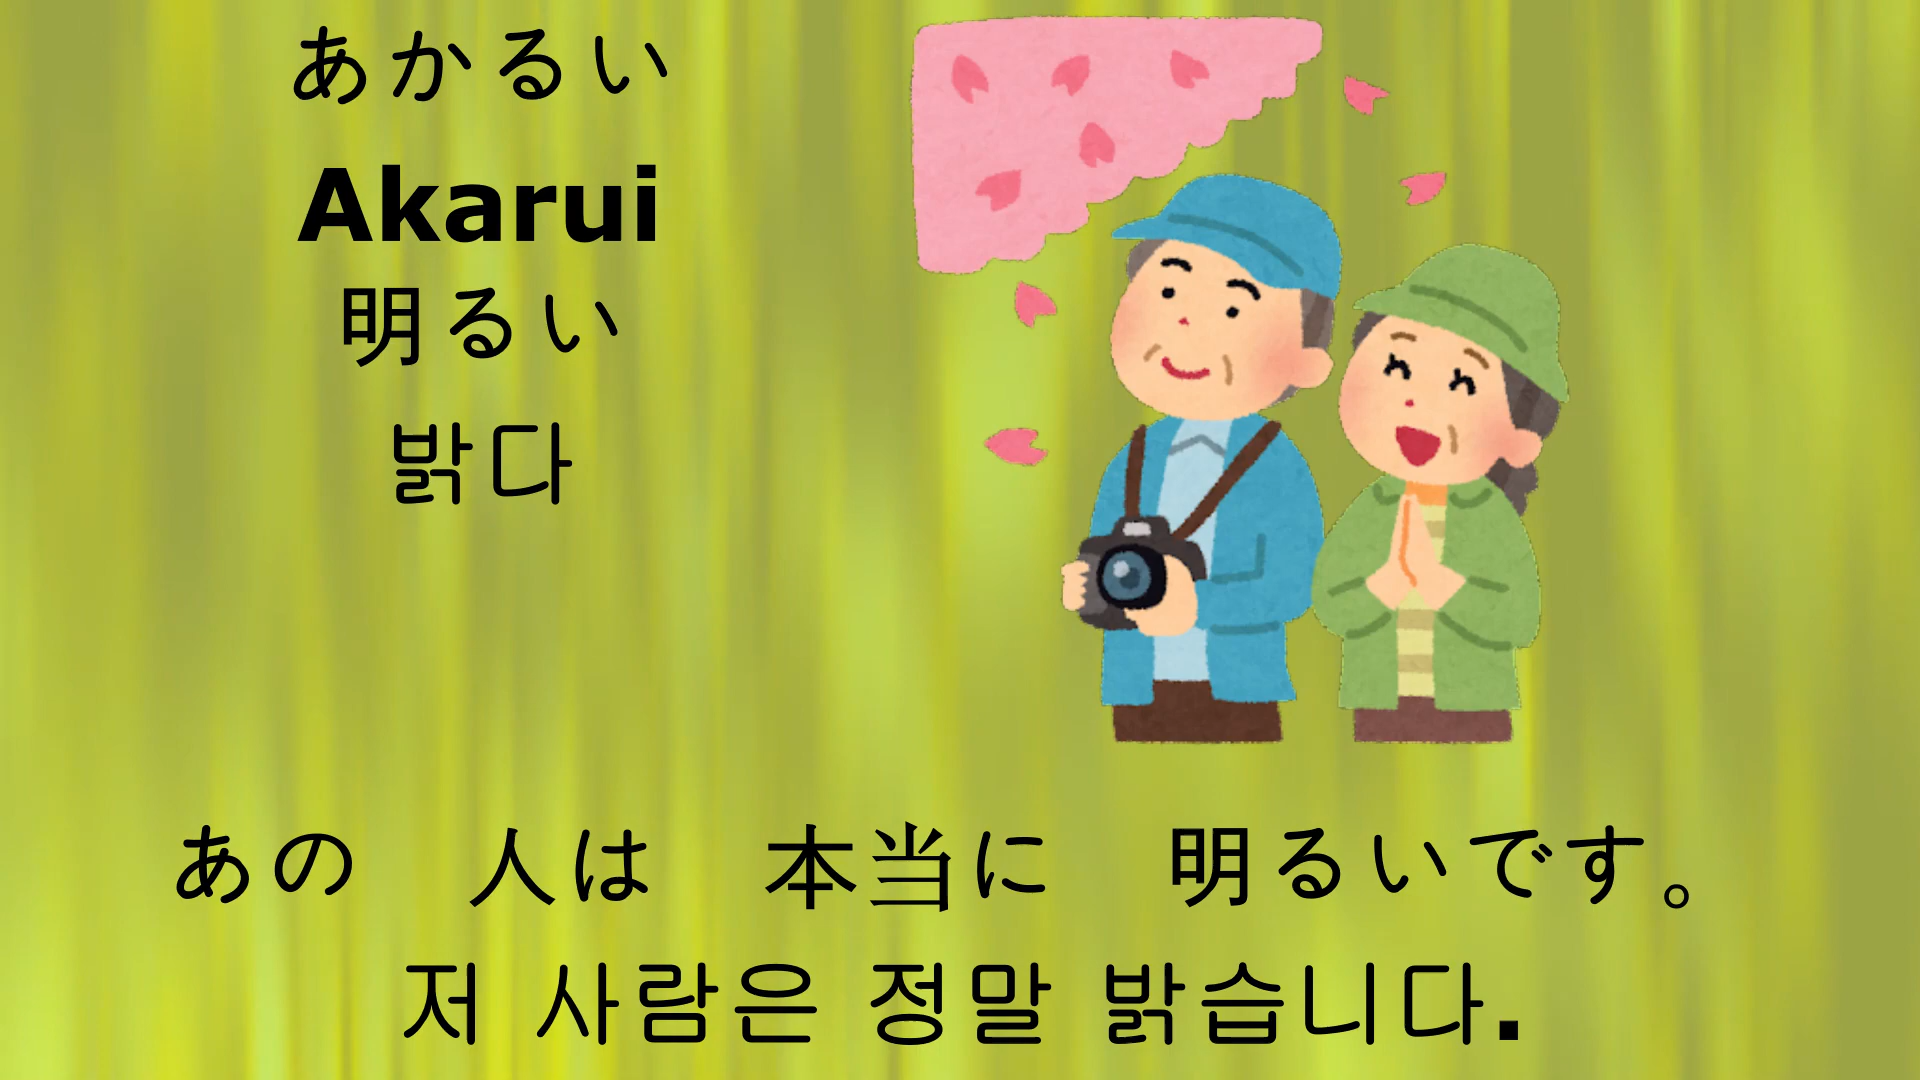 あかるい
Akarui
明るい
밝다
あの　人は　本当に　明るいです。
저 사람은 정말 밝습니다.